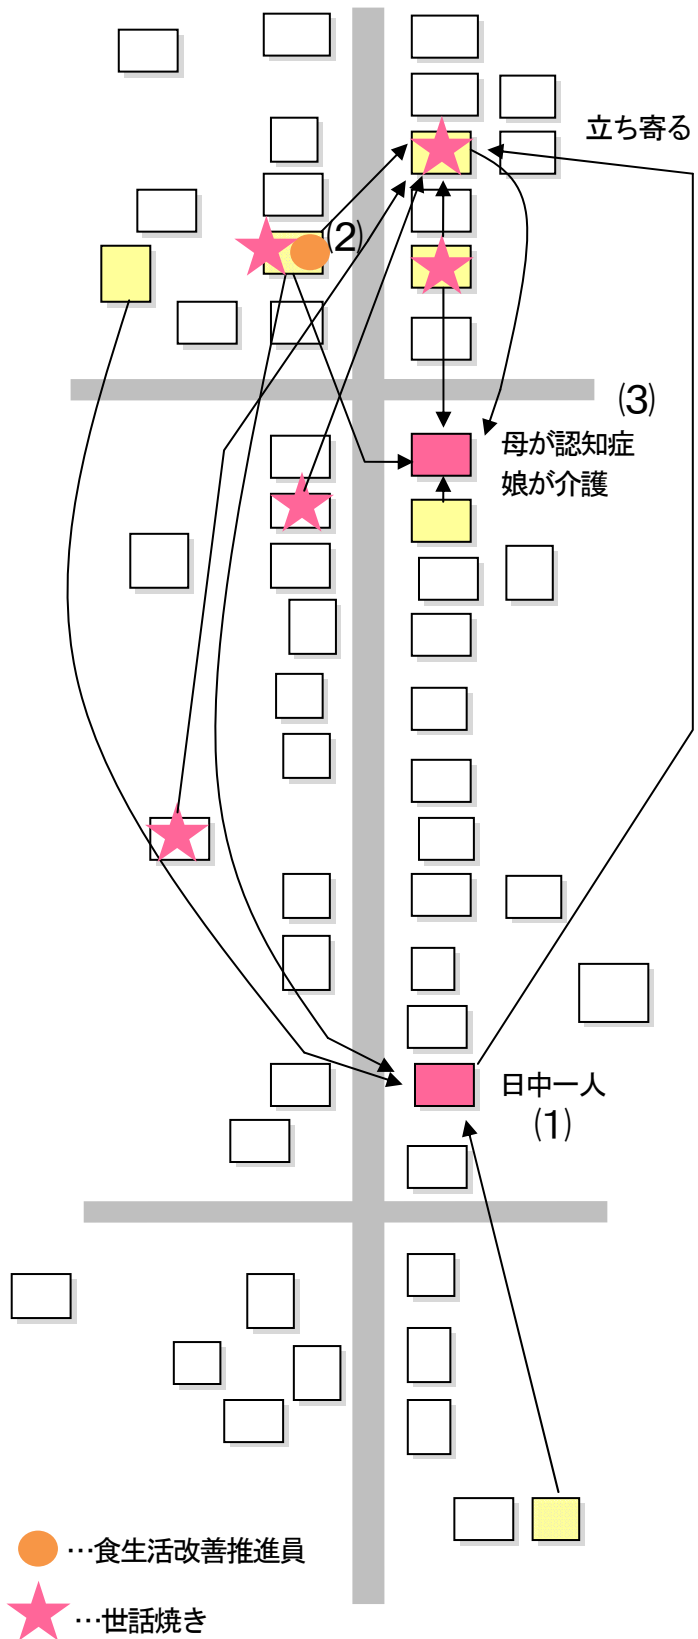 立ち寄る
(2)
(3)
母が認知症
娘が介護
日中一人
(1)
…食生活改善推進員
…世話焼き